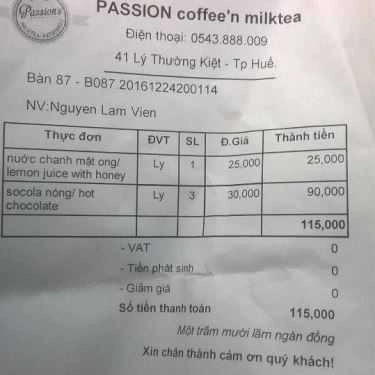 Passion's
PASSION coffee'n milktea
Điện thoại: 0543.888.009
41 Lý Thường Kiệt - Tp Huế.
Bàn 87 - B087.20161224200114
NV:Nguyen Lam Vien
Thực đơn ĐVT SL Đ.Giá Thành tiền
nước chanh mật ong/ Ly 1 25,000 25,000
lemon juice with honey
socola nóng/ hot Ly 3 30,000 90,000
chocolate
115,000
- VAT 0
- Tiền phát sinh 0
- Giảm giá 0
Số tiền thanh toán 115,000
Một trăm mười lăm ngàn đồng
Xin chân thành cảm ơn quý khách!